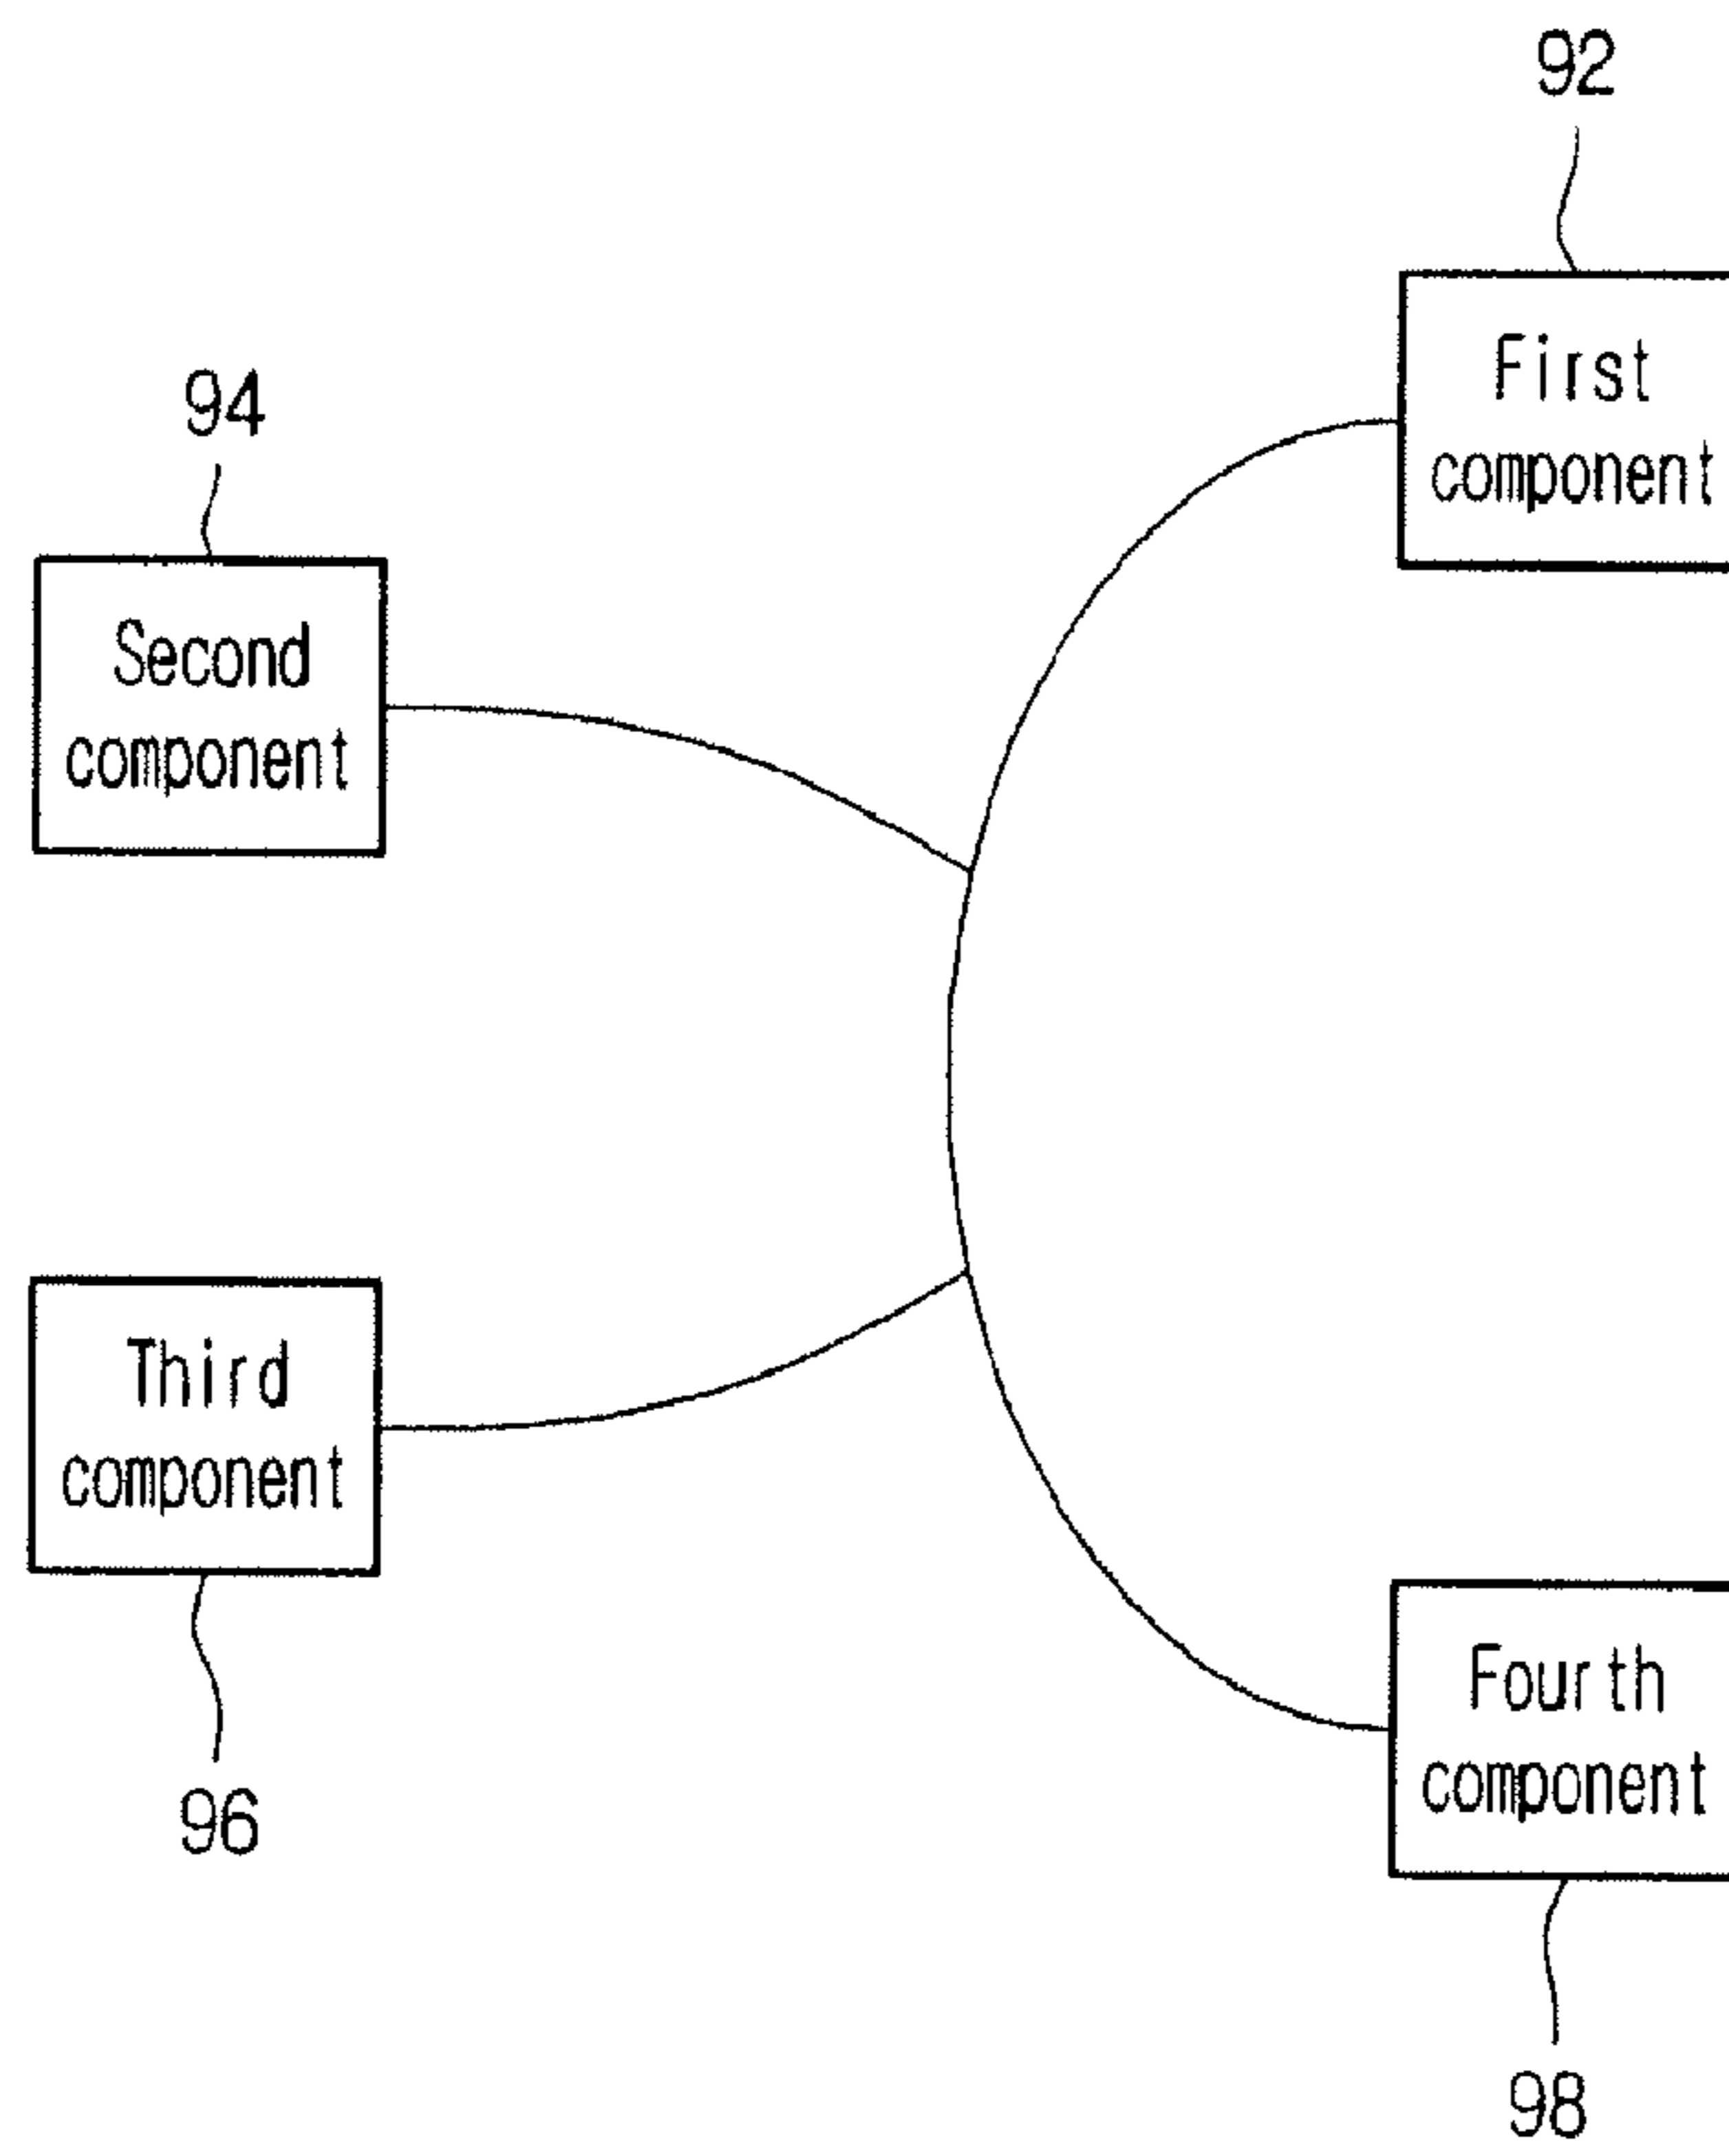 92
First
component
94
Second
component
Third
component
96
Fourth
component
98